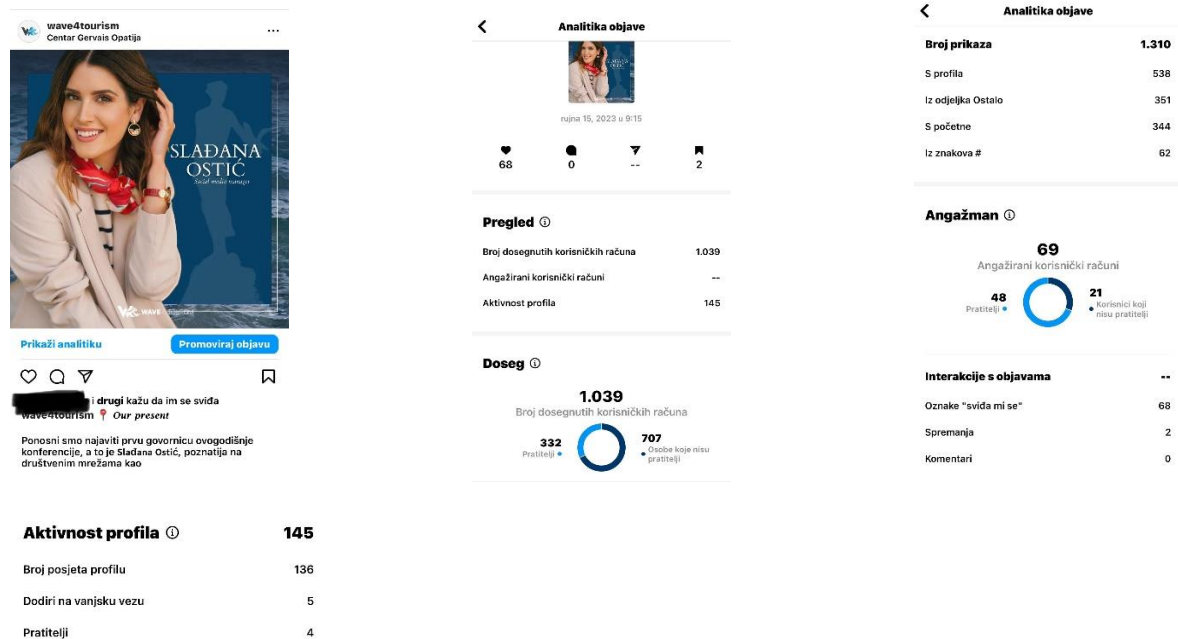 wave4tourism
Centar Gervais Opatija
SLAĐANA
OSTIĆ
Social media manager
WAVE
Prikaži analitiku
Promoviraj objavu
i drugi kažu da im se sviđa
wave4tourism 📍 Our present
Ponosni smo najaviti prvu govornicu ovogodišnje
konferencije, a to je Slađana Ostić, poznatija na
društvenim mrežama kao
Aktivnost profila 145
Broj posjeta profilu 136
Dodiri na vanjsku vezu 5
Pratitelji 4
Analitika objave
SLAĐANA
OSTIĆ
rujna 15, 2023 u 9:15
68 0 -- 2
Pregled
Broj dosegnutih korisničkih računa 1.039
Angažirani korisnički računi --
Aktivnost profila 145
Doseg
1.039
Broj dosegnutih korisničkih računa
332
Pratitelji
707
Osobe koje nisu
pratitelji
Analitika objave
Broj prikaza 1.310
S profila 538
Iz odjeljka Ostalo 351
S početne 344
Iz znakova # 62
Angažman
69
Angažirani korisnički računi
48
Pratitelji
21
Korisnici koji
nisu pratitelji
Interakcije s objavama --
Oznake "sviđa mi se" 68
Spremanja 2
Komentari 0